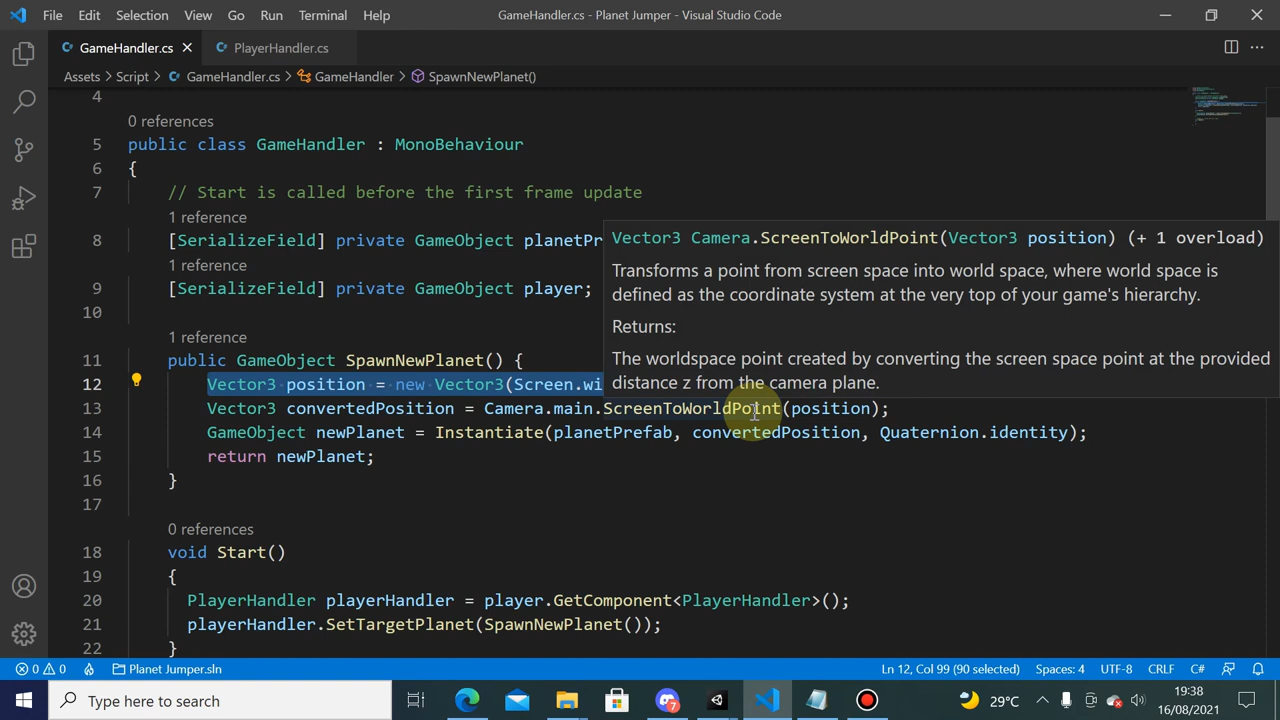 File Edit Selection View Go Run Terminal Help GameHandler.cs - Planet Jumper - Visual Studio Code
GameHandler.cs PlayerHandler.cs
Assets > Script > GameHandler.cs > GameHandler > SpawnNewPlanet()
4
0 references
5 public class GameHandler : MonoBehaviour
6 {
7 // Start is called before the first frame update
1 reference
8 [SerializeField] private GameObject planetPr
1 reference
9 [SerializeField] private GameObject player;
10
Vector3 Camera.ScreenToWorldPoint(Vector3 position) (+ 1 overload)
Transforms a point from screen space into world space, where world space is
defined as the coordinate system at the very top of your game's hierarchy.
Returns:
The worldspace point created by converting the screen space point at the provided
distance z from the camera plane.
1 reference
11 public GameObject SpawnNewPlanet() {
12 Vector3 position = new Vector3(Screen.wi
13 Vector3 convertedPosition = Camera.main.ScreenToWorldPoint(position);
14 GameObject newPlanet = Instantiate(planetPrefab, convertedPosition, Quaternion.identity);
15 return newPlanet;
16 }
17
0 references
18 void Start()
19 {
20 PlayerHandler playerHandler = player.GetComponent<PlayerHandler>();
21 playerHandler.SetTargetPlanet(SpawnNewPlanet());
22 }
0 0 Planet Jumper.sln Ln 12, Col 99 (90 selected) Spaces: 4 UTF-8 CRLF C#
Type here to search 7 29°C 19:38
16/08/2021